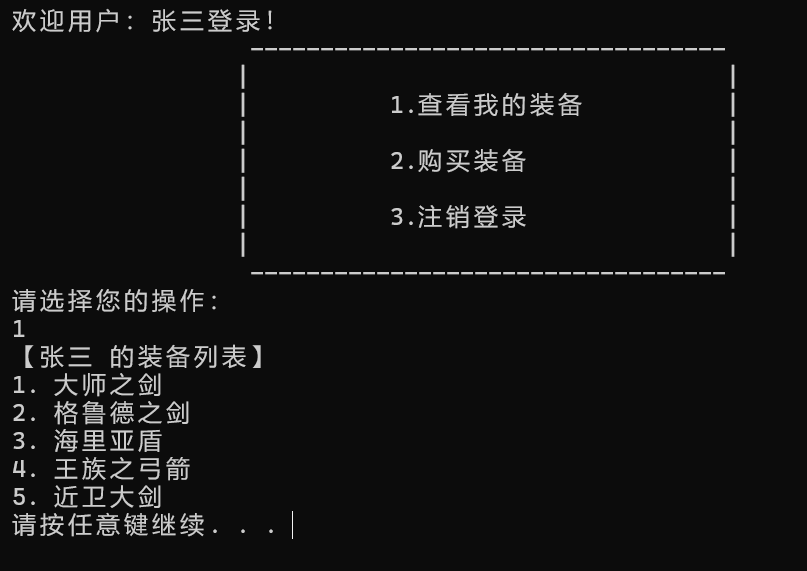 欢迎用户: 张三登录!
----------------------------------
|                                  |
|          1.查看我的装备          |
|                                  |
|          2.购买装备              |
|                                  |
|          3.注销登录              |
|                                  |
----------------------------------
请选择您的操作:
1
【张三 的装备列表】
1. 大师之剑
2. 格鲁德之剑
3. 海里亚盾
4. 王族之弓箭
5. 近卫大剑
请按任意键继续. . .